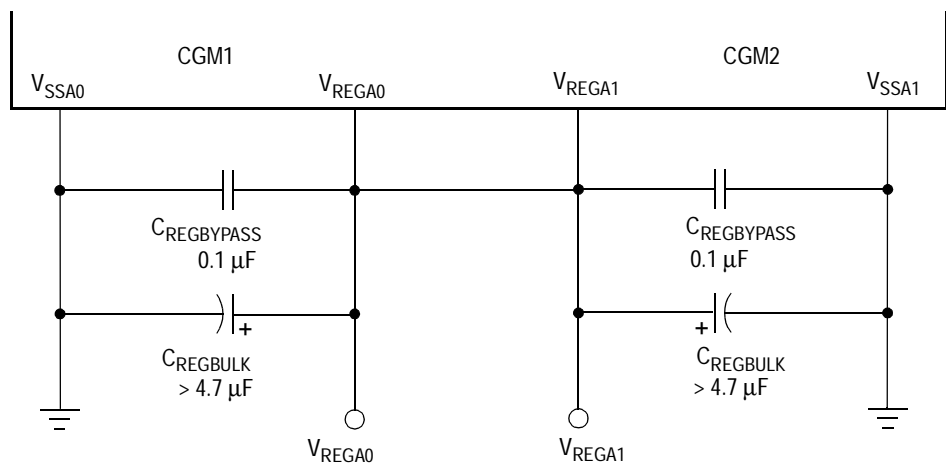 CGM1
CGM2
VSSA0
VREGA0
VREGA1
VSSA1
CREGBYPASS
0.1 µF
CREGBYPASS
0.1 µF
+
+
CREGBULK
> 4.7 µF
CREGBULK
> 4.7 µF
VREGA0
VREGA1